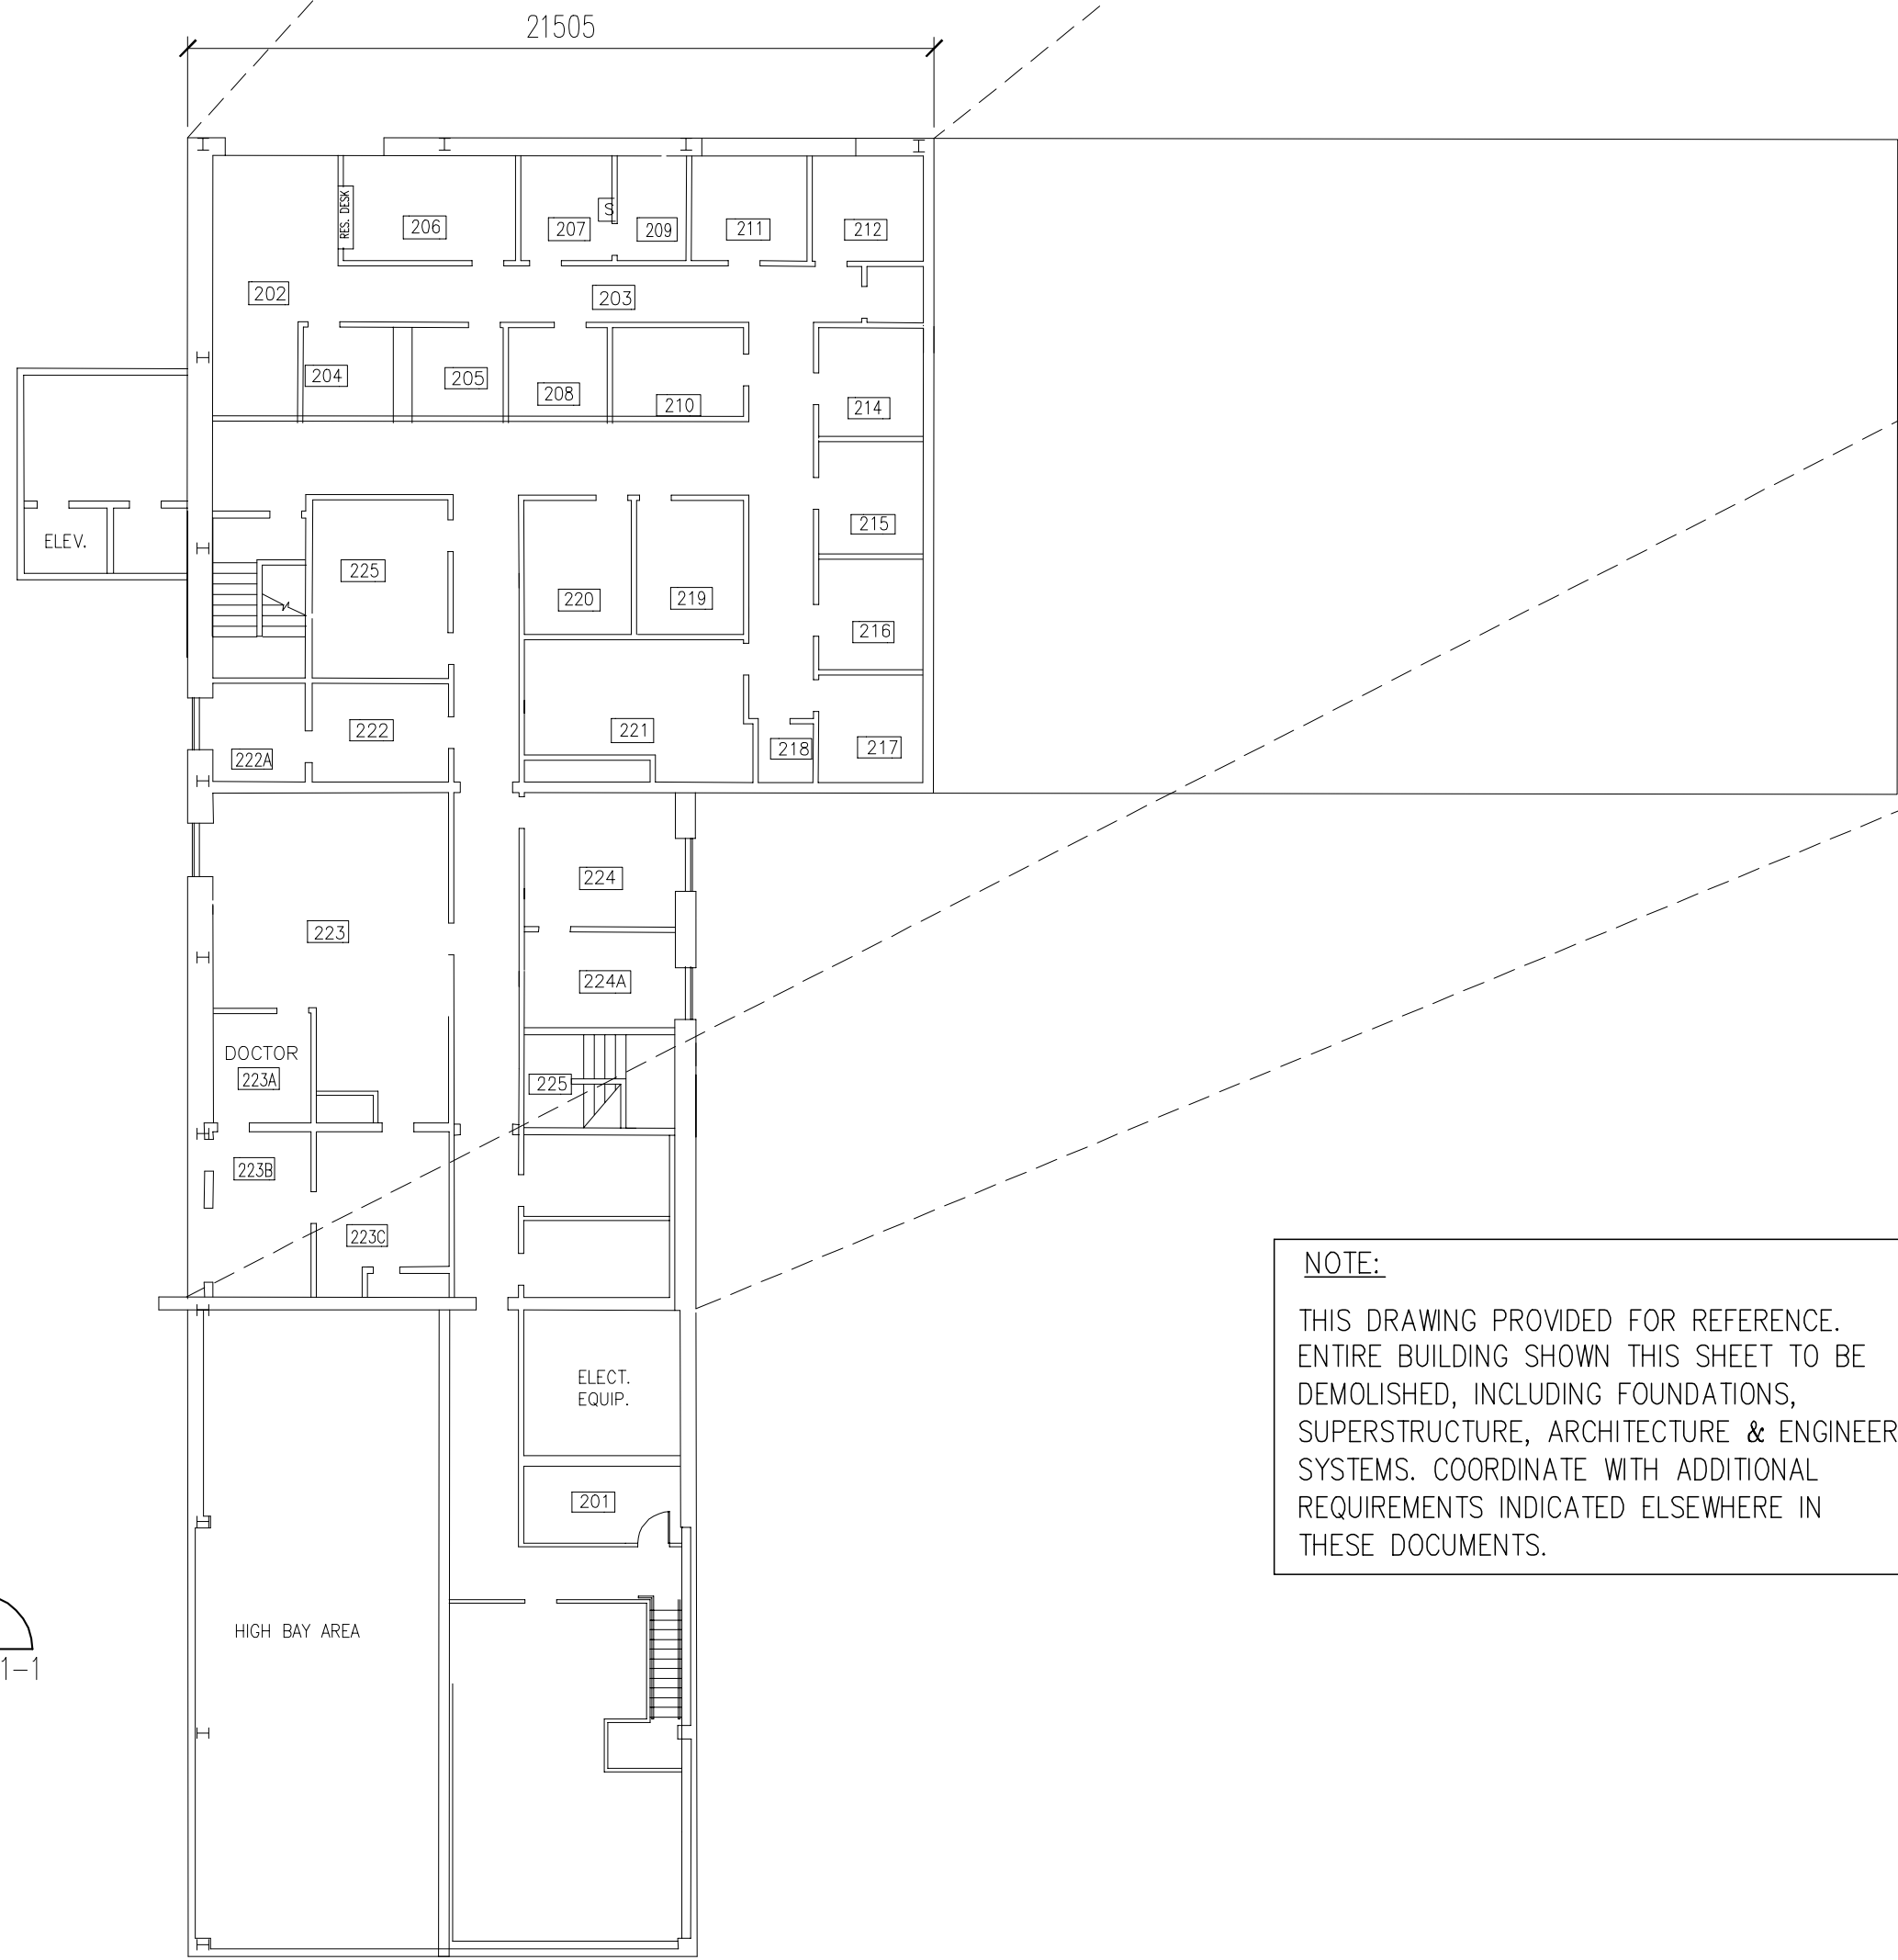 21505
RES. DESK
206
207
S
209
211
212
202
203
204
205
208
210
214
ELEV.
225
220
219
215
216
222
222A
221
218
217
224
223
224A
DOCTOR
223A
225
223B
223C
ELECT.
EQUIP.
201
HIGH BAY AREA
1-1
NOTE:
THIS DRAWING PROVIDED FOR REFERENCE.
ENTIRE BUILDING SHOWN THIS SHEET TO BE
DEMOLISHED, INCLUDING FOUNDATIONS,
SUPERSTRUCTURE, ARCHITECTURE & ENGINEER
SYSTEMS. COORDINATE WITH ADDITIONAL
REQUIREMENTS INDICATED ELSEWHERE IN
THESE DOCUMENTS.